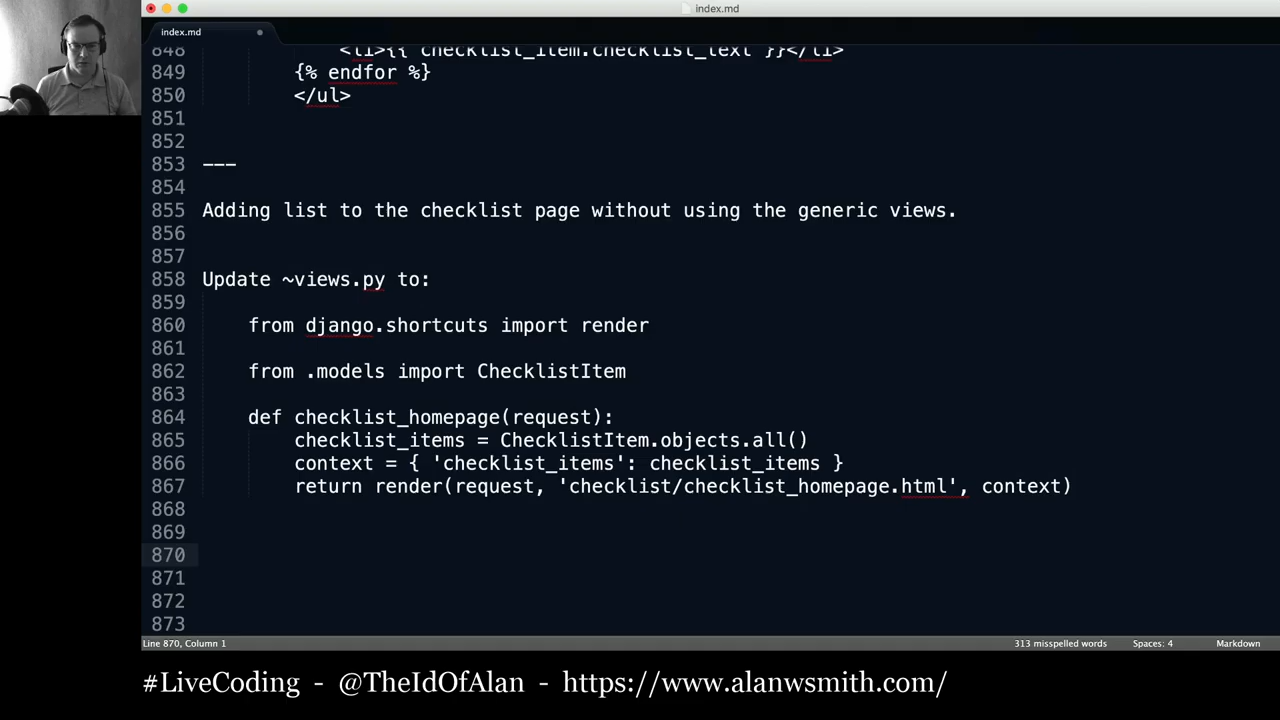 index.md
index.md
848 <li>{{ checklist_item.checklist_text }}</li>
849 {% endfor %}
850 </ul>
851
852
853 ---
854
855 Adding list to the checklist page without using the generic views.
856
857
858 Update ~views.py to:
859
860 from django.shortcuts import render
861
862 from .models import ChecklistItem
863
864 def checklist_homepage(request):
865 checklist_items = ChecklistItem.objects.all()
866 context = { 'checklist_items': checklist_items }
867 return render(request, 'checklist/checklist_homepage.html', context)
868
869
870
871
872
873
Line 870, Column 1 313 misspelled words Spaces: 4 Markdown
#LiveCoding - @TheIdOfAlan - https://www.alanwsmith.com/